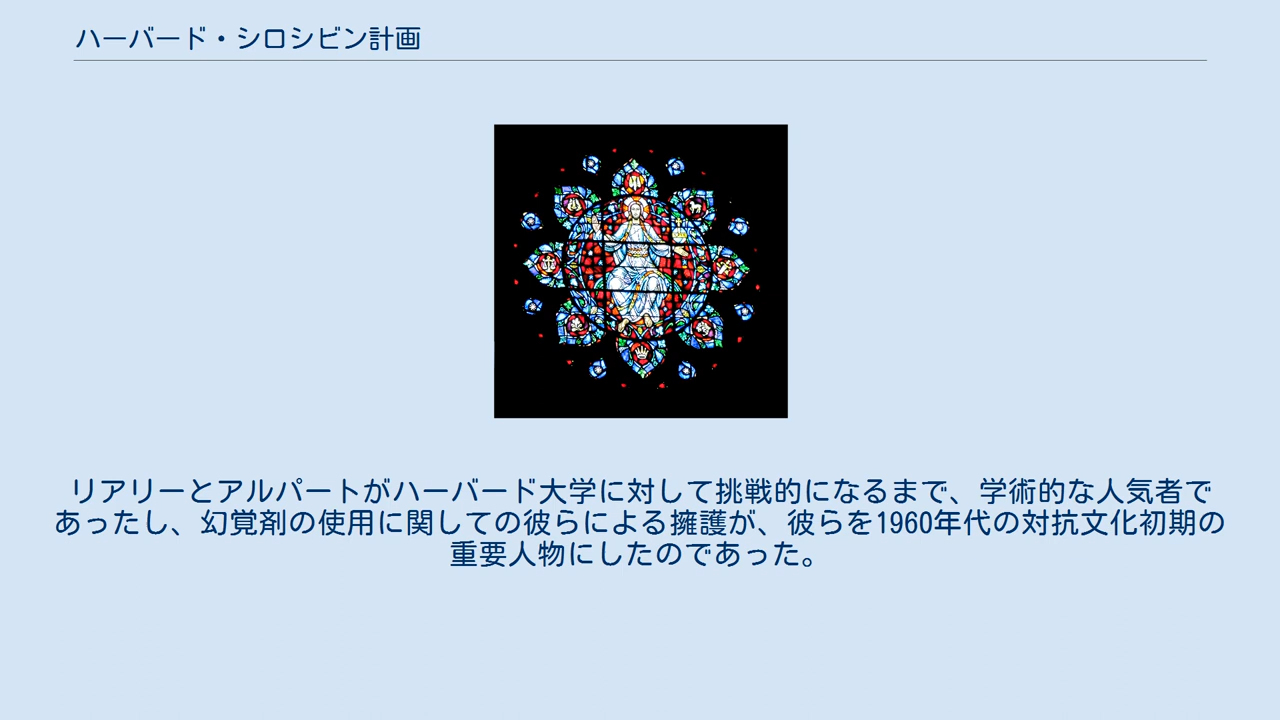 ハーバード・シロシビン計画
リアリーとアルパートがハーバード大学に対して挑戦的になるまで、学術的な人気者で
あったし、幻覚剤の使用に関しての彼らによる擁護が、彼らを1960年代の対抗文化初期の
重要人物にしたのであった。